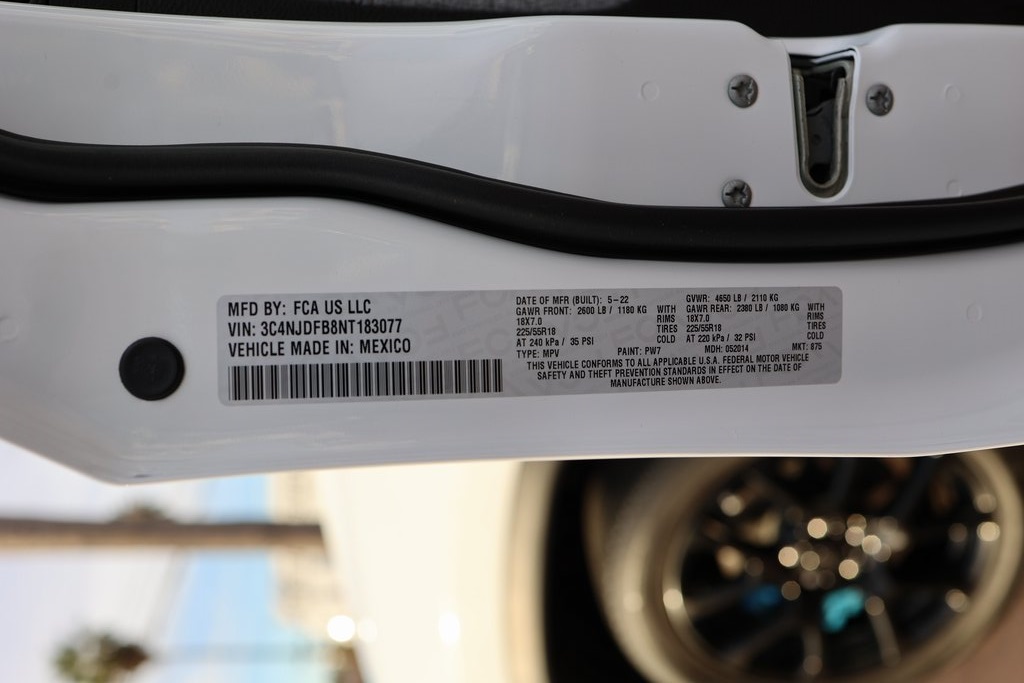 MFD BY: FCA US LLC
VIN: 3C4NJDFB8NT183077
VEHICLE MADE IN: MEXICO
DATE OF MFR (BUILT): 5-22
GVWR: 4650 LB / 2110 KG
GAWR FRONT: 2600 LB / 1180 KG WITH
18X7.0 RIMS
225/55R18 TIRES
AT 240 kPa / 35 PSI COLD
GAWR REAR: 2380 LB / 1080 KG WITH
18X7.0 RIMS
225/55R18 TIRES
AT 220 kPa / 32 PSI COLD
TYPE: MPV PAINT: PW7 MDH: 052014 MKT: 875
THIS VEHICLE CONFORMS TO ALL APPLICABLE U.S.A. FEDERAL MOTOR VEHICLE
SAFETY AND THEFT PREVENTION STANDARDS IN EFFECT ON THE DATE OF
MANUFACTURE SHOWN ABOVE.